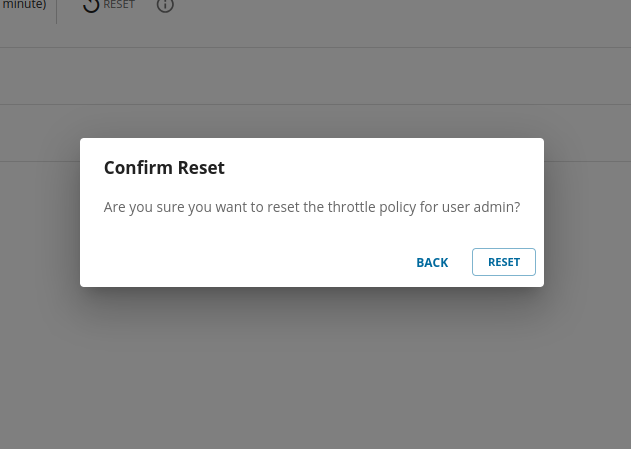 minute) RESET
Confirm Reset
Are you sure you want to reset the throttle policy for user admin?
BACK RESET